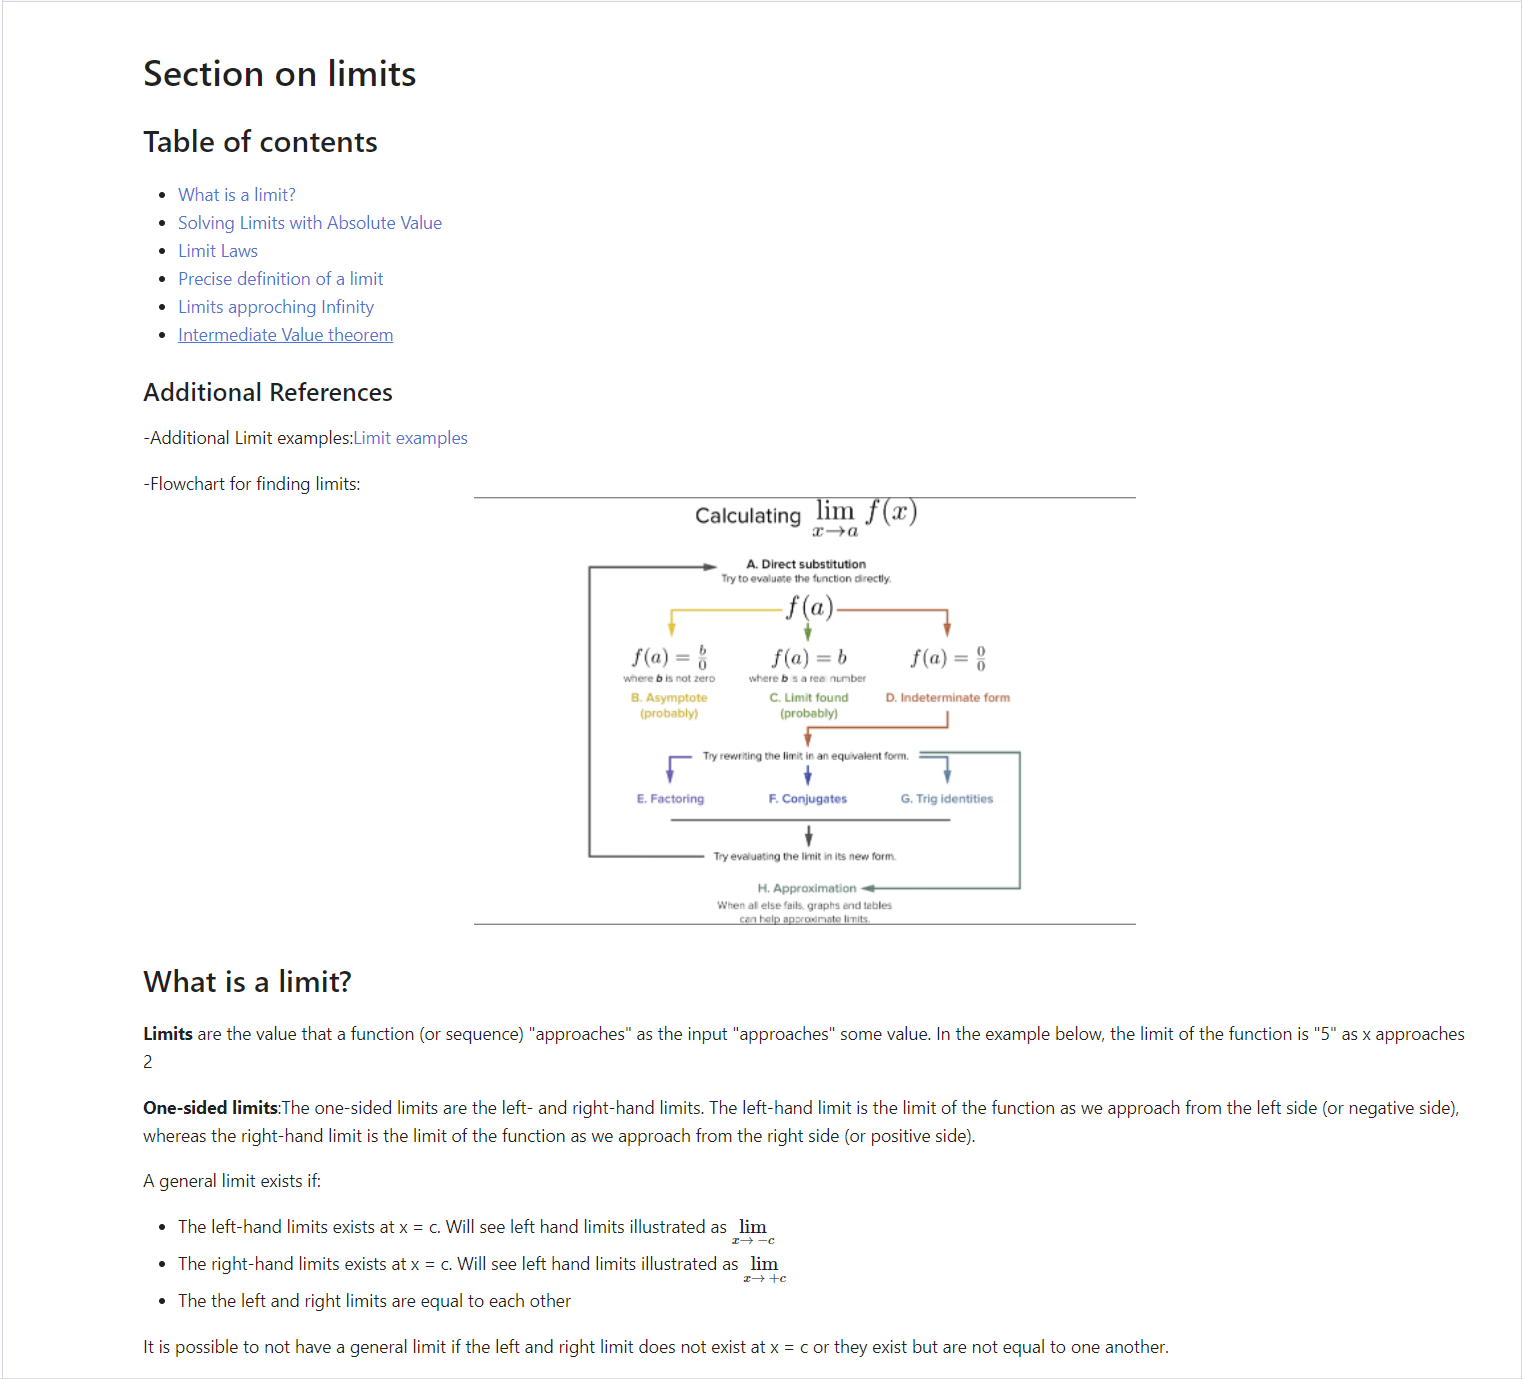 Section on limits
Table of contents
What is a limit?
Solving Limits with Absolute Value
Limit Laws
Precise definition of a limit
Limits approching Infinity
Intermediate Value theorem
Additional References
-Additional Limit examples:Limit examples
-Flowchart for finding limits:
Calculating lim x→a f(x)
A. Direct substitution
Try to evaluate the function directly.
f(a)
f(a) = b/0
where b is not zero
B. Asymptote
(probably)
f(a) = b
where b is a real number
C. Limit found
(probably)
f(a) = 0/0
D. Indeterminate form
Try rewriting the limit in an equivalent form.
E. Factoring
F. Conjugates
G. Trig identities
Try evaluating the limit in its new form.
H. Approximation
When all else fails, graphs and tables
can help approximate limits.
What is a limit?
Limits are the value that a function (or sequence) "approaches" as the input "approaches" some value. In the example below, the limit of the function is "5" as x approaches
2
One-sided limits:The one-sided limits are the left- and right-hand limits. The left-hand limit is the limit of the function as we approach from the left side (or negative side),
whereas the right-hand limit is the limit of the function as we approach from the right side (or positive side).
A general limit exists if:
The left-hand limits exists at x = c. Will see left hand limits illustrated as lim x→−c
The right-hand limits exists at x = c. Will see left hand limits illustrated as lim x→+c
The the left and right limits are equal to each other
It is possible to not have a general limit if the left and right limit does not exist at x = c or they exist but are not equal to one another.